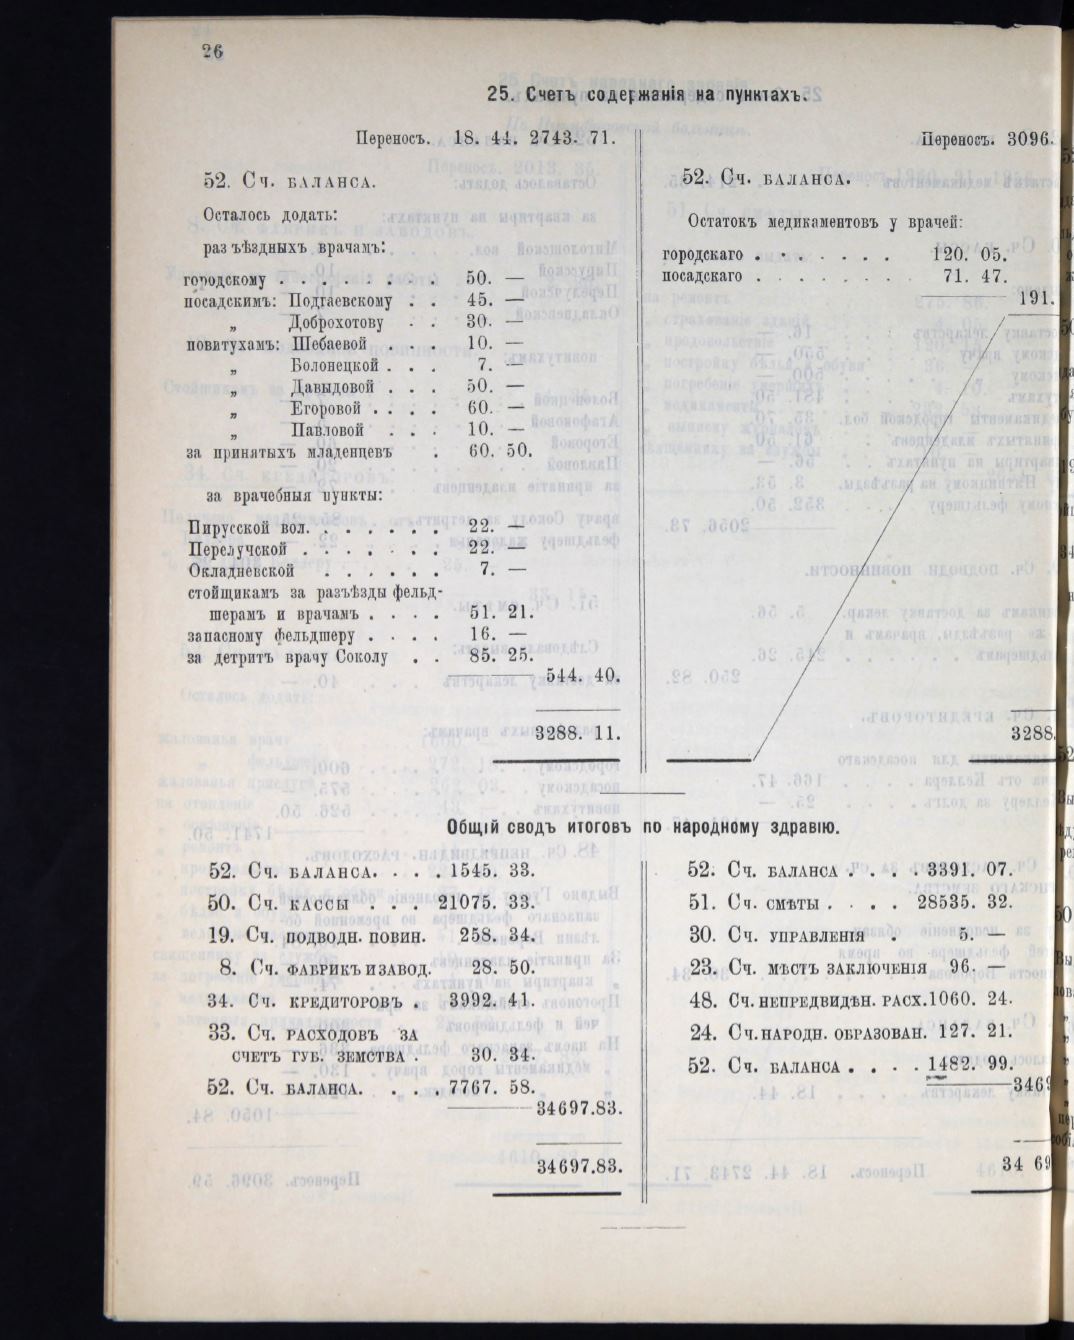 26
25. Счетъ содержанія на пунктахъ.
Переносъ. 18. 44. 2743. 71.
52. Сч. БАЛАНСА.
Осталось додать:
разъѣздныхъ врачамъ:
городскому . . . . . . . . 50. —
посадскимъ: Подгаевскому . . 45. —
„ Доброхотову . . 30. —
повитухамъ: Шебаевой . . . 10. —
„ Болонецкой . . . 7. —
„ Давыдовой . . . 50. —
„ Егоровой . . . . 60. —
„ Павловой . . . 10. —
за принятыхъ младенцевъ . 60. 50.
за врачебныя пункты:
Пирусской вол. . . . . . . 22. —
Перелучской . . . . . . . 22. —
Окладневской . . . . . . 7. —
стойщикамъ за разъѣзды фельд-
шерамъ и врачамъ . . . . 51. 21.
запасному фельдшеру . . . . 16. —
за детритъ врачу Соколу . . 85. 25.
544. 40.
3288. 11.
Переносъ. 3096.
52. Сч. БАЛАНСА.
Остатокъ медикаментовъ у врачей:
городскаго . . . . . . . 120. 05.
посадскаго . . . . . . . 71. 47.
191.
3288.
Общій сводъ итоговъ по народному здравію.
52. Сч. БАЛАНСА. . . . 1545. 33.
50. Сч. КАССЫ . . . 21075. 33.
19. Сч. ПОДВОДН. ПОВИН. 258. 34.
8. Сч. ФАБРИКЪ И ЗАВОД. 28. 50.
34. Сч. КРЕДИТОРОВЪ . 3992. 41.
33. Сч. РАСХОДОВЪ ЗА
СЧЕТЪ ГУБ. ЗЕМСТВА . 30. 34.
52. Сч. БАЛАНСА. . . . 7767. 58.
34697.83.
34697.83.
52. Сч. БАЛАНСА . . . . 3391. 07.
51. Сч. СМѢТЫ . . . . 28535. 32.
30. Сч. УПРАВЛЕНІЯ . 5. —
23. Сч. МѢСТЪ ЗАКЛЮЧЕНІЯ 96. —
48. Сч. НЕПРЕДВИДѢН. РАСХ. 1060. 24.
24. Сч. НАРОДН. ОБРАЗОВАН. 127. 21.
52. Сч. БАЛАНСА . . . . 1482. 99.
3469
34 69